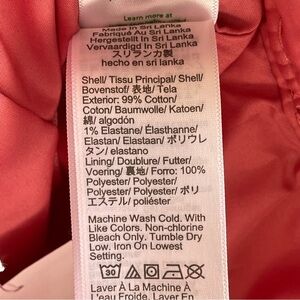 Learn more at
Made In Sri Lanka
Fabriqué Au Sri Lanka
Hergestellt In Sri Lanka
Vervaardigd In Sri Lanka
スリランカ製
hecho en sri lanka
Shell/ Tissu Principal/ Shell/
Bovenstof/ 表地/ Tela
Exterior: 99% Cotton/
Coton/ Baumwolle/ Katoen/
綿/ algodón
1% Elastane/ Élasthanne/
Elastan/ Elastaan/ ポリウレ
タン/ elastano
Lining/ Doublure/ Futter/
Voering/ 裏地/ Forro: 100%
Polyester/ Polyester/
Polyester/ Polyester/ ポリ
エステル/ poliéster
Machine Wash Cold. With
Like Colors. Non-chlorine
Bleach Only. Tumble Dry
Low. Iron On Lowest
Setting.
30
Laver À La Machine À
L'eau Froide. Laver En